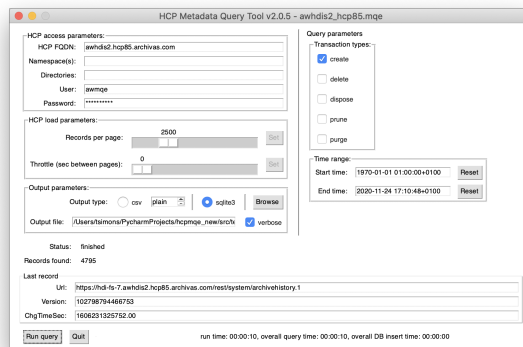 HCP Metadata Query Tool v2.0.5 - awhdis2_hcp85.mqe
HCP access parameters:
HCP FQDN: awhdis2.hcp85.archivas.com
Namespace(s):
Directories:
User: awmqe
Password: **********
HCP load parameters:
Records per page: 2500 Set
Throttle (sec between pages): 0 Set
Output parameters:
Output type: csv plain sqlite3 Browse
Output file: /Users/tsimons/PycharmProjects/hcpmqe_new/src/te verbose
Query parameters
Transaction types:
create
delete
dispose
prune
purge
Time range:
Start time: 1970-01-01 01:00:00+0100 Reset
End time: 2020-11-24 17:10:48+0100 Reset
Status: finished
Records found: 4795
Last record
Url: https://hdi-fs-7.awhdis2.hcp85.archivas.com/rest/system/archivehistory.1
Version: 102798794466753
ChgTimeSec: 1606231325752.00
Run query Quit run time: 00:00:10, overall query time: 00:00:10, overall DB insert time: 00:00:00